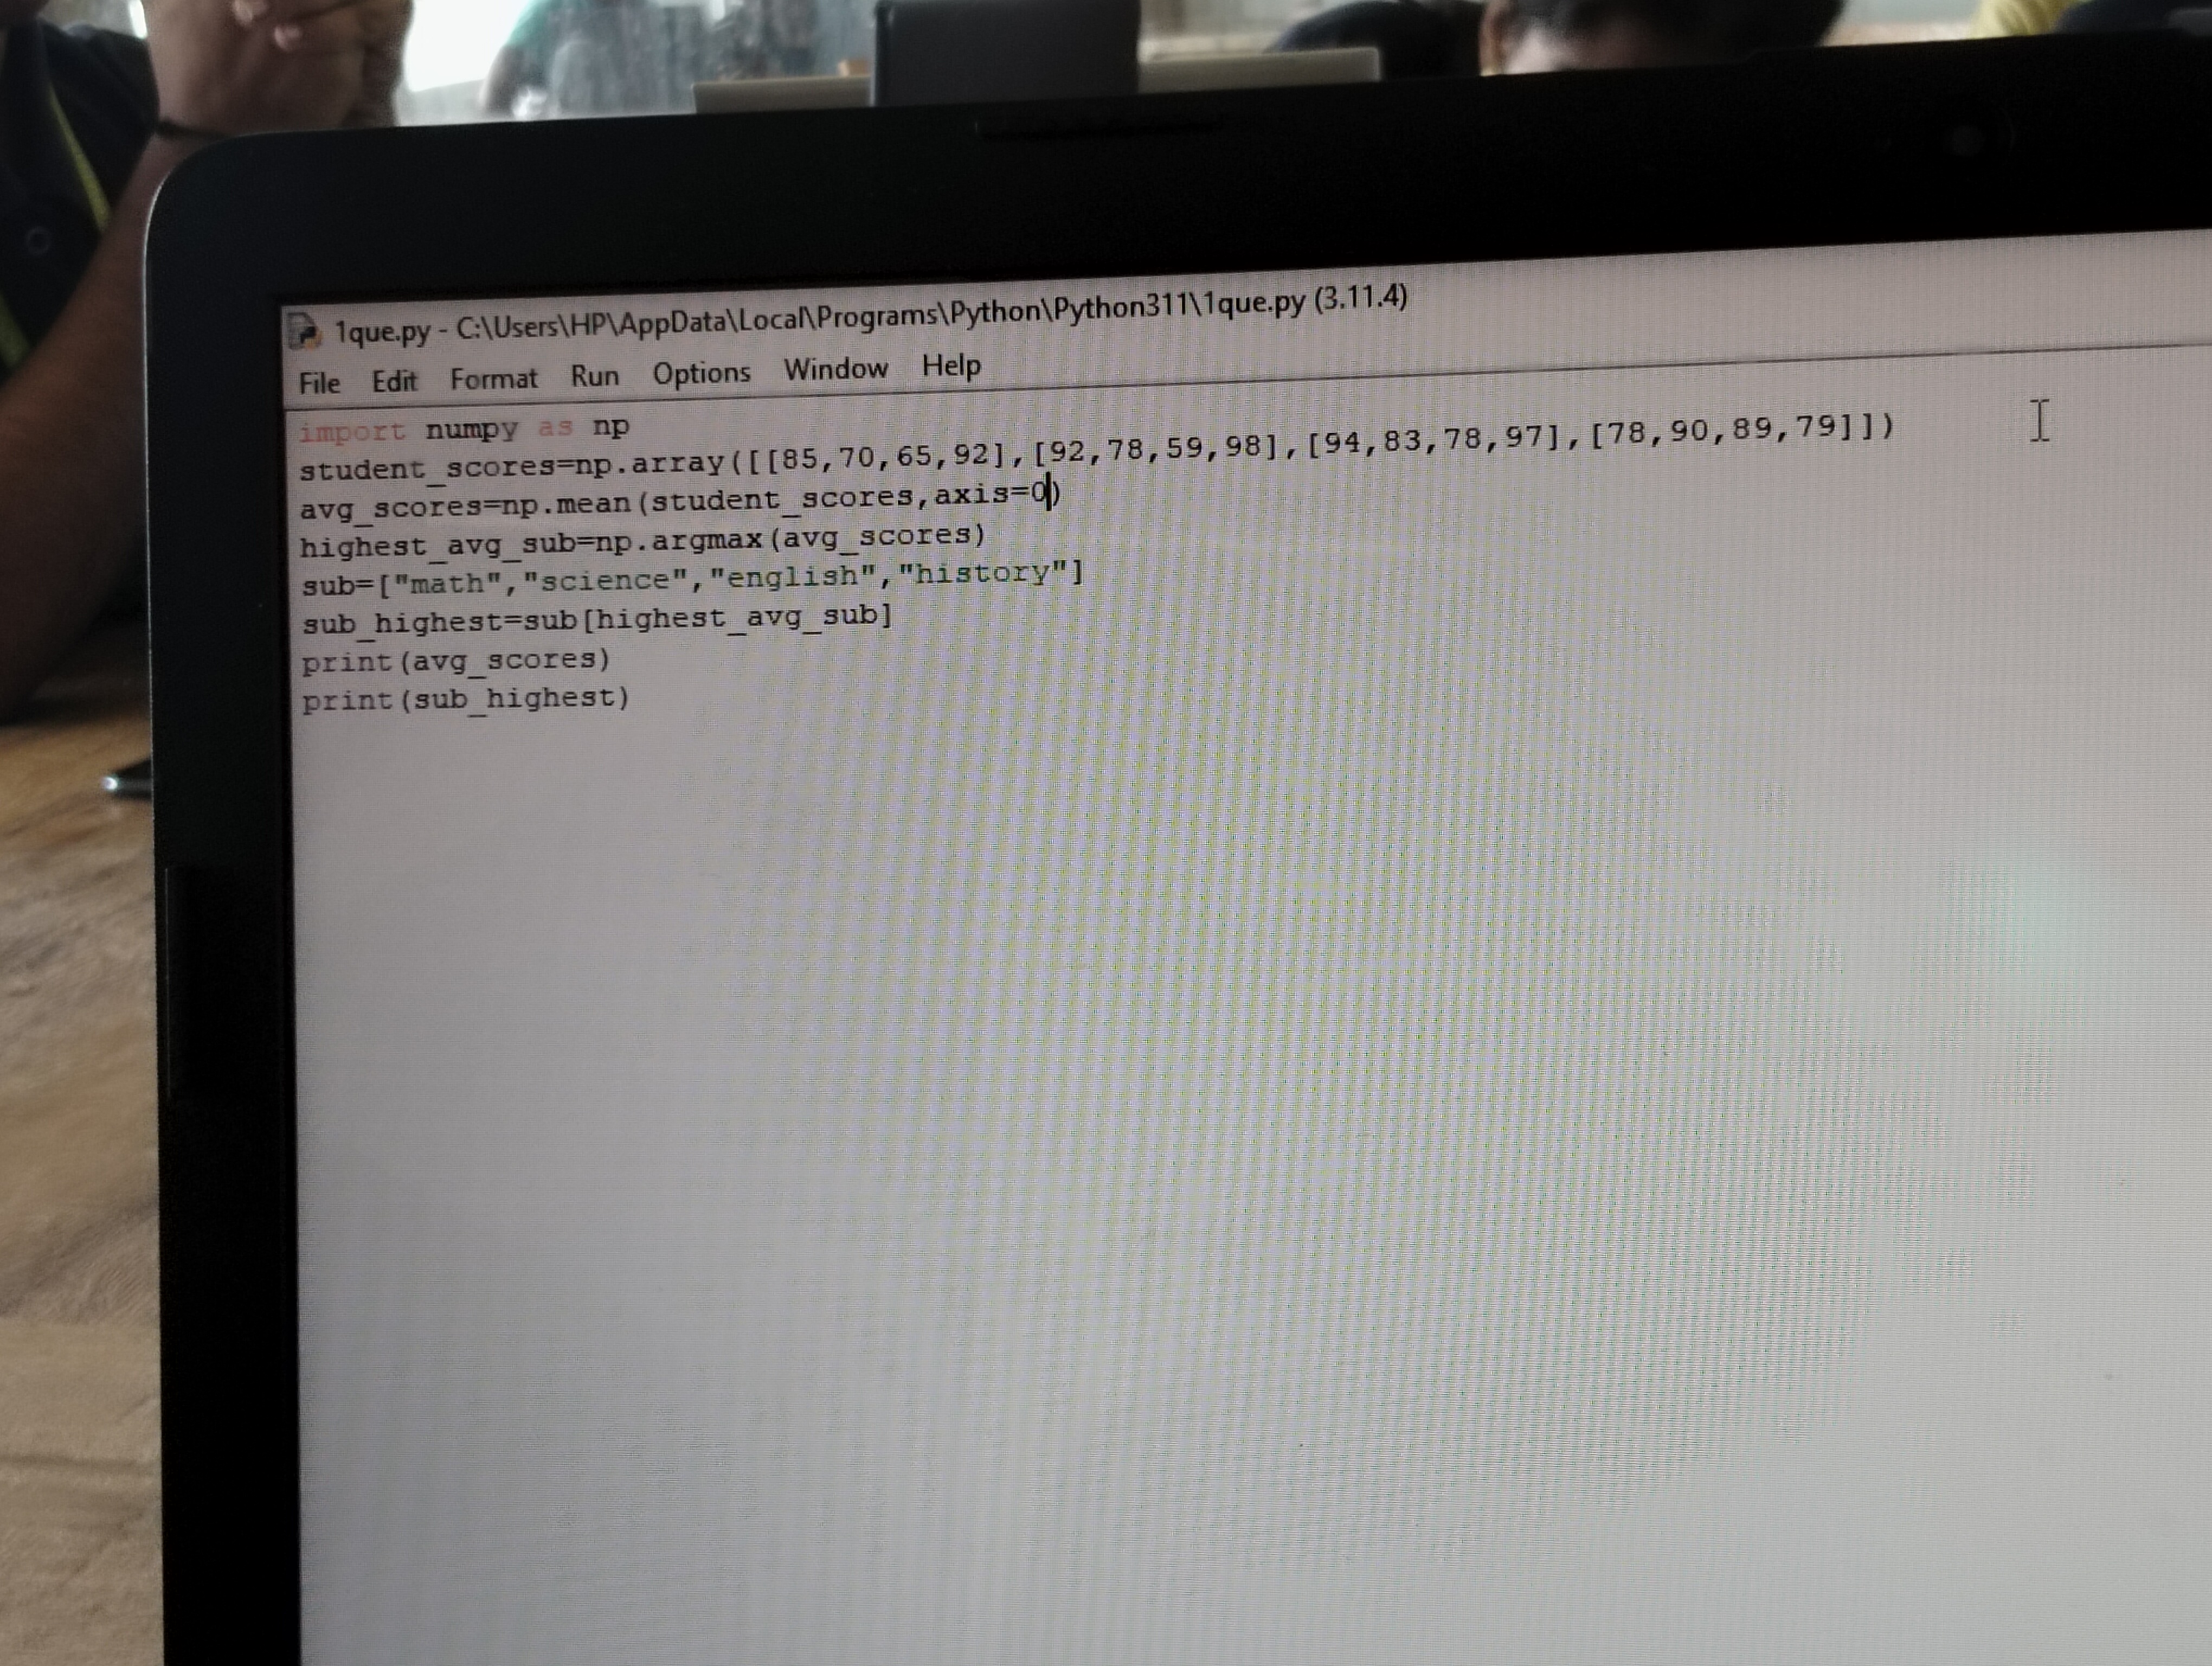 1que.py - C:\Users\HP\AppData\Local\Programs\Python\Python311\1que.py (3.11.4)
File Edit Format Run Options Window Help
import numpy as np
student_scores=np.array([[85,70,65,92],[92,78,59,98],[94,83,78,97],[78,90,89,79]])
avg_scores=np.mean(student_scores,axis=0)
highest_avg_sub=np.argmax(avg_scores)
sub=["math","science","english","history"]
sub_highest=sub[highest_avg_sub]
print(avg_scores)
print(sub_highest)